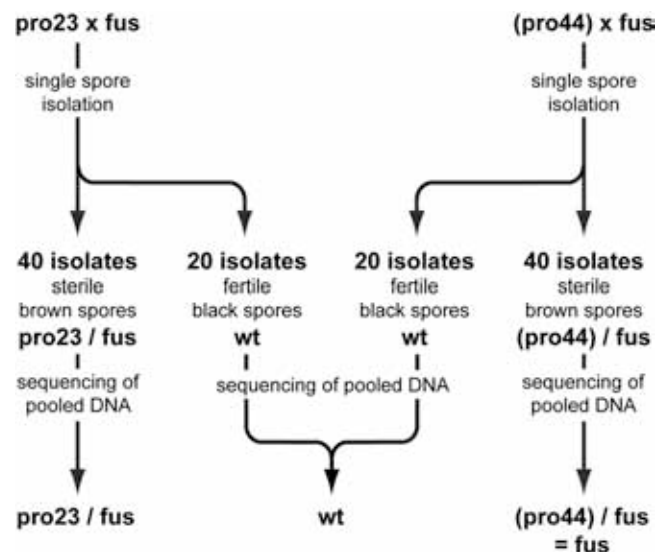 pro23 x fus
(pro44) x fus
single spore
isolation
single spore
isolation
40 isolates
sterile
brown spores
pro23 / fus
20 isolates
fertile
black spores
wt
20 isolates
fertile
black spores
wt
40 isolates
sterile
brown spores
(pro44) / fus
sequencing of
pooled DNA
sequencing of pooled DNA
sequencing of
pooled DNA
pro23 / fus
wt
(pro44) / fus
= fus